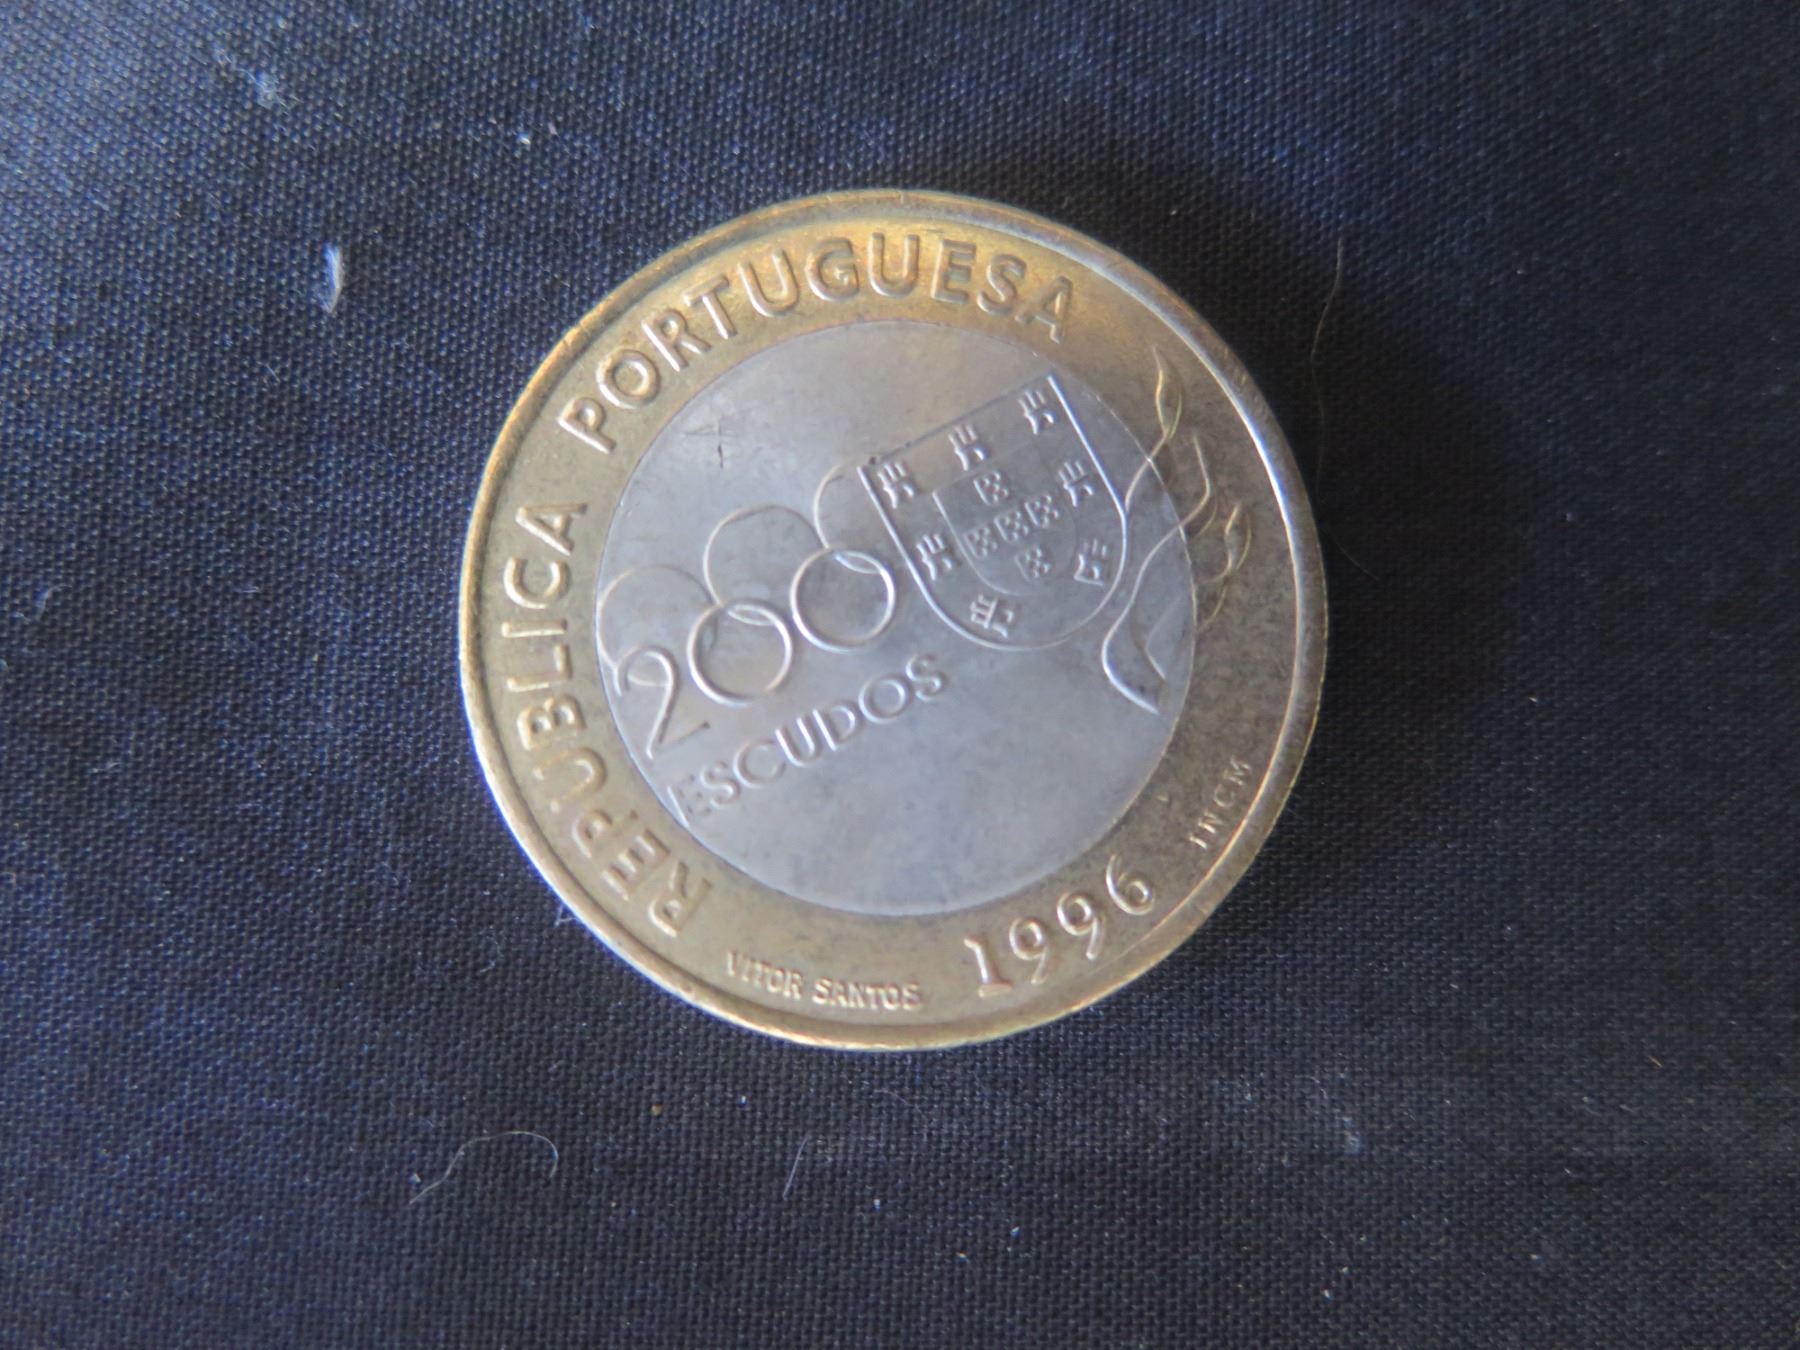 REPUBLICA PORTUGUESA
200
ESCUDOS
1996
INCM
VITOR SANTOS